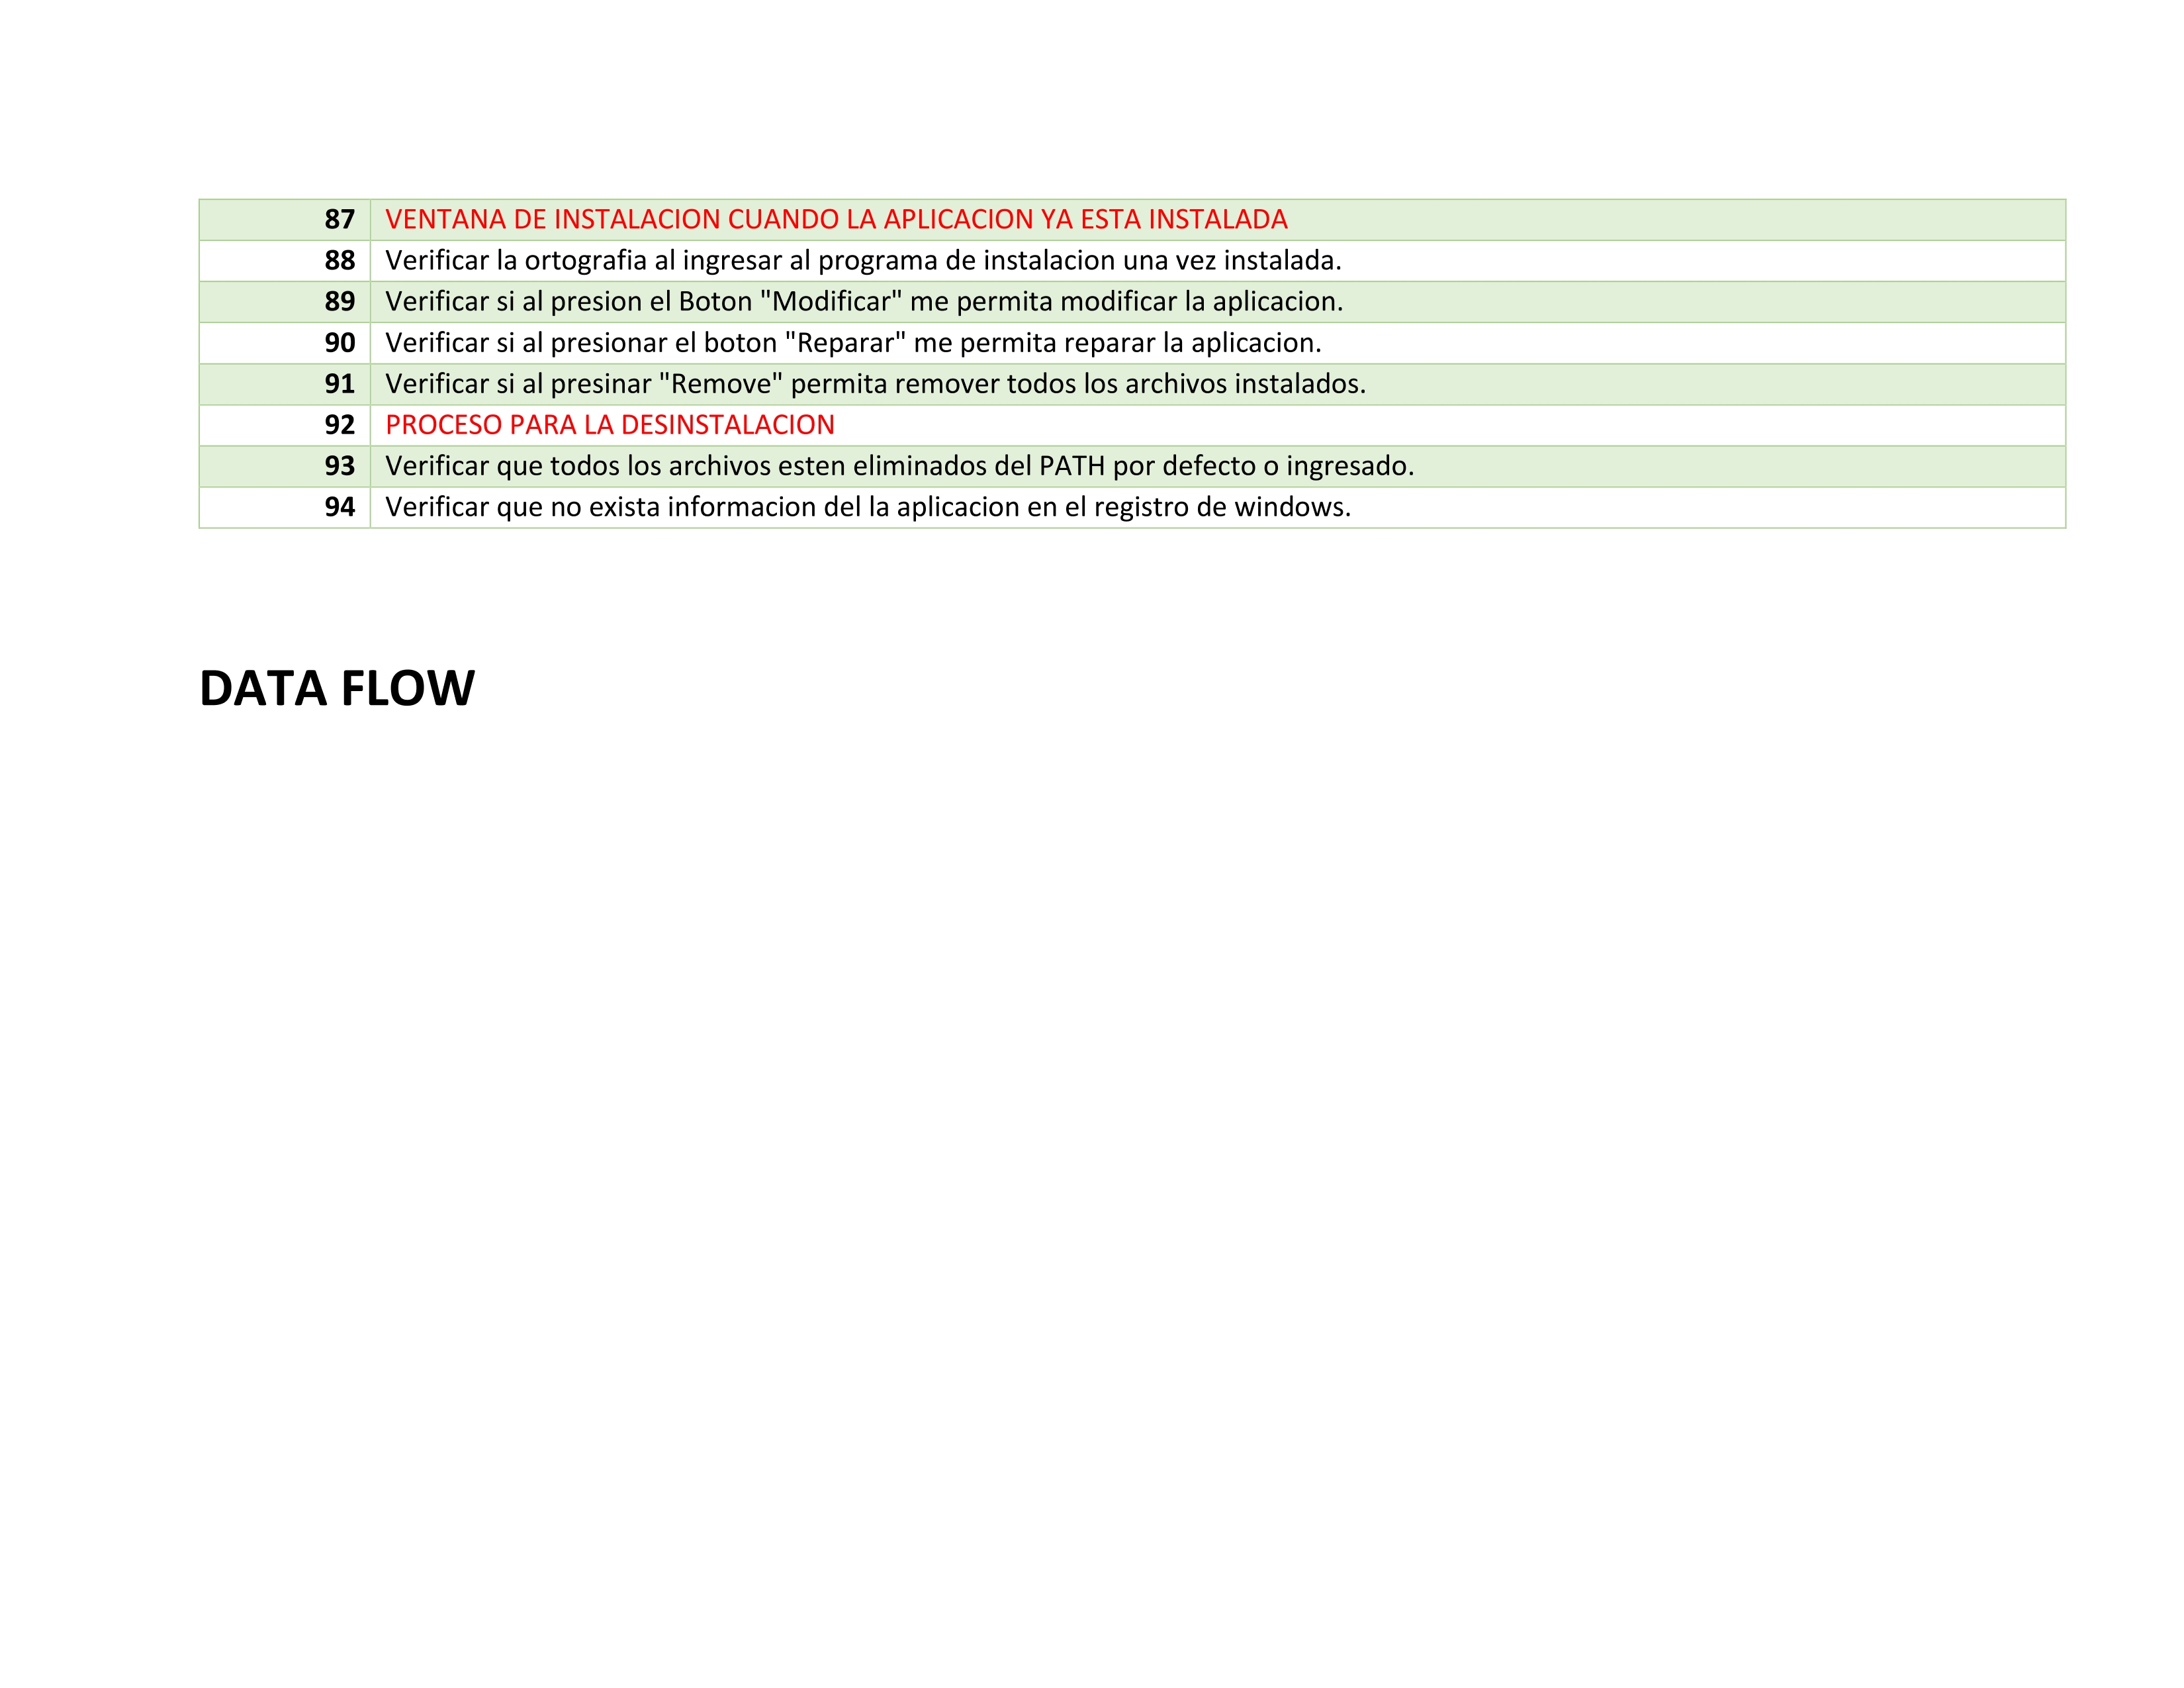 87 VENTANA DE INSTALACION CUANDO LA APLICACION YA ESTA INSTALADA
88 Verificar la ortografia al ingresar al programa de instalacion una vez instalada.
89 Verificar si al presion el Boton "Modificar" me permita modificar la aplicacion.
90 Verificar si al presionar el boton "Reparar" me permita reparar la aplicacion.
91 Verificar si al presinar "Remove" permita remover todos los archivos instalados.
92 PROCESO PARA LA DESINSTALACION
93 Verificar que todos los archivos esten eliminados del PATH por defecto o ingresado.
94 Verificar que no exista informacion del la aplicacion en el registro de windows.
DATA FLOW